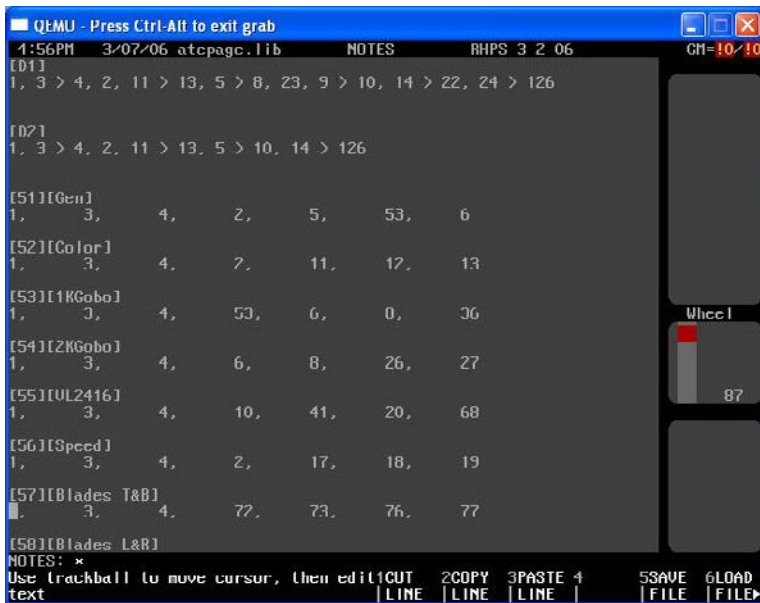 QEMU - Press Ctrl-Alt to exit grab
4:56PM 3/07/06 atcpage.lib NOTES RHPS 3 2 06 GM=!0/!0
[D1]
1, 3 > 4, 2, 11 > 13, 5 > 8, 23, 9 > 10, 14 > 22, 24 > 126
[D2]
1, 3 > 4, 2, 11 > 13, 5 > 10, 14 > 126
[51][Gen]
1, 3, 4, 2, 5, 53, 6
[52][Color]
1, 3, 4, 2, 11, 12, 13
[53][1KGobo]
1, 3, 4, 53, 6, 8, 36
Wheel
[54][2KGobo]
1, 3, 4, 6, 8, 26, 27
[55][VL2416]
87
1, 3, 4, 10, 41, 20, 68
[56][Speed]
1, 3, 4, 2, 17, 18, 19
[57][Blades T&B]
, 3, 4, 72, 73, 76, 77
[58][Blades L&R]
NOTES: *
Use trackball to move cursor, then edit 1CUT 2COPY 3PASTE 4 5SAVE 6LOAD
text |LINE |LINE |LINE | |FILE |FILE▶